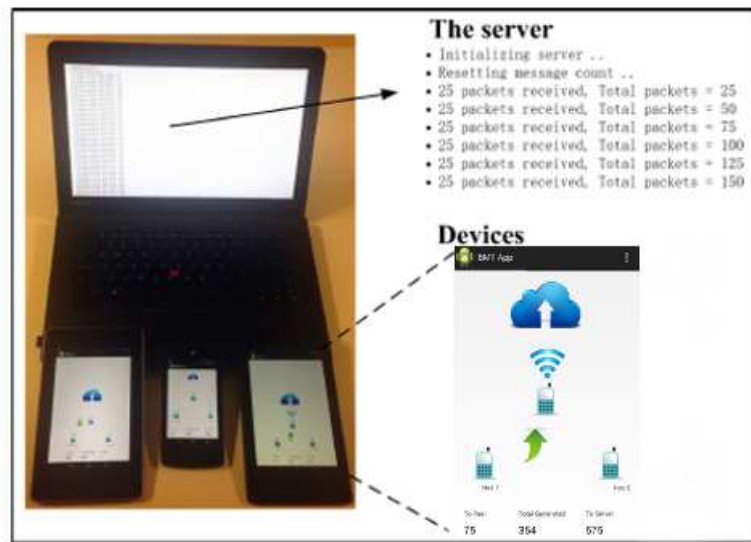 The server
• Initializing server ..
• Resetting message count ..
• 25 packets received, Total packets = 25
• 25 packets received, Total packets = 50
• 25 packets received, Total packets = 75
• 25 packets received, Total packets = 100
• 25 packets received, Total packets = 125
• 25 packets received, Total packets = 150
Devices
BMT App
To Peer Total Generated To Server
75 354 575